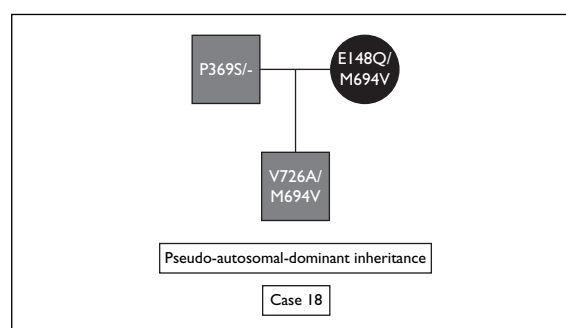 P369S/-
E148Q/
M694V
V726A/
M694V
Pseudo-autosomal-dominant inheritance
Case 18